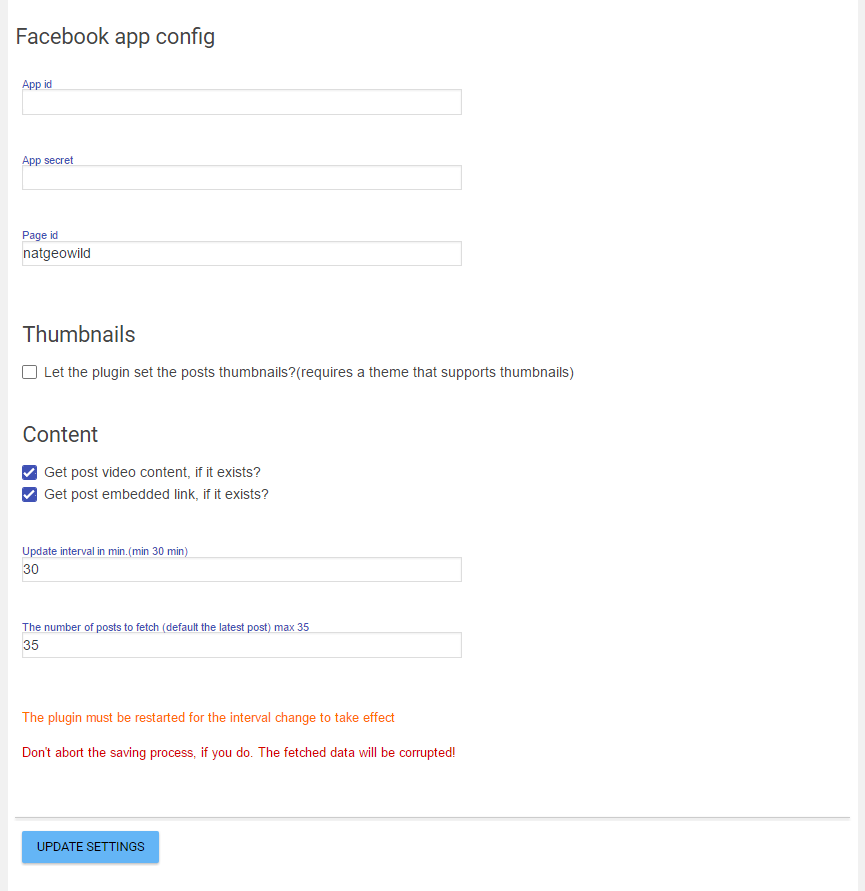 Facebook app config
App id
App secret
Page id
natgeowild
Thumbnails
Let the plugin set the posts thumbnails?(requires a theme that supports thumbnails)
Content
Get post video content, if it exists?
Get post embedded link, if it exists?
Update interval in min.(min 30 min)
30
The number of posts to fetch (default the latest post) max 35
35
The plugin must be restarted for the interval change to take effect
Don't abort the saving process, if you do. The fetched data will be corrupted!
UPDATE SETTINGS